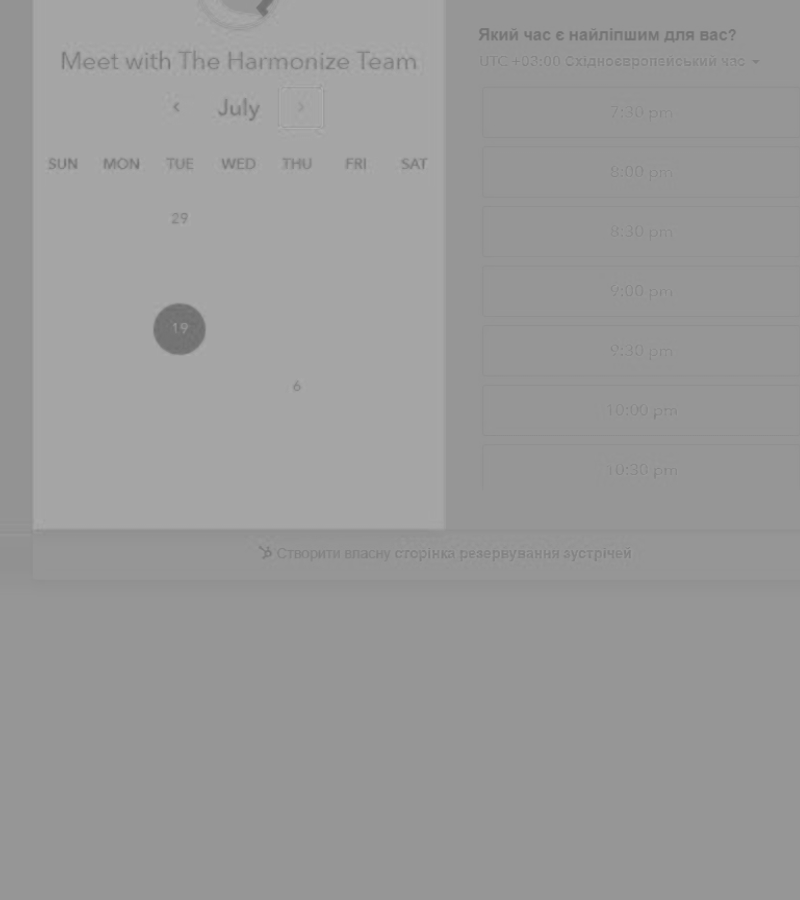 Meet with The Harmonize Team
July
SUN MON TUE WED THU FRI SAT
29
19
6
Який час є найліпшим для вас?
UTC +03:00 Східноєвропейський час
7:30 pm
8:00 pm
8:30 pm
9:00 pm
9:30 pm
10:00 pm
10:30 pm
Створити власну сторінка резервування зустрічей